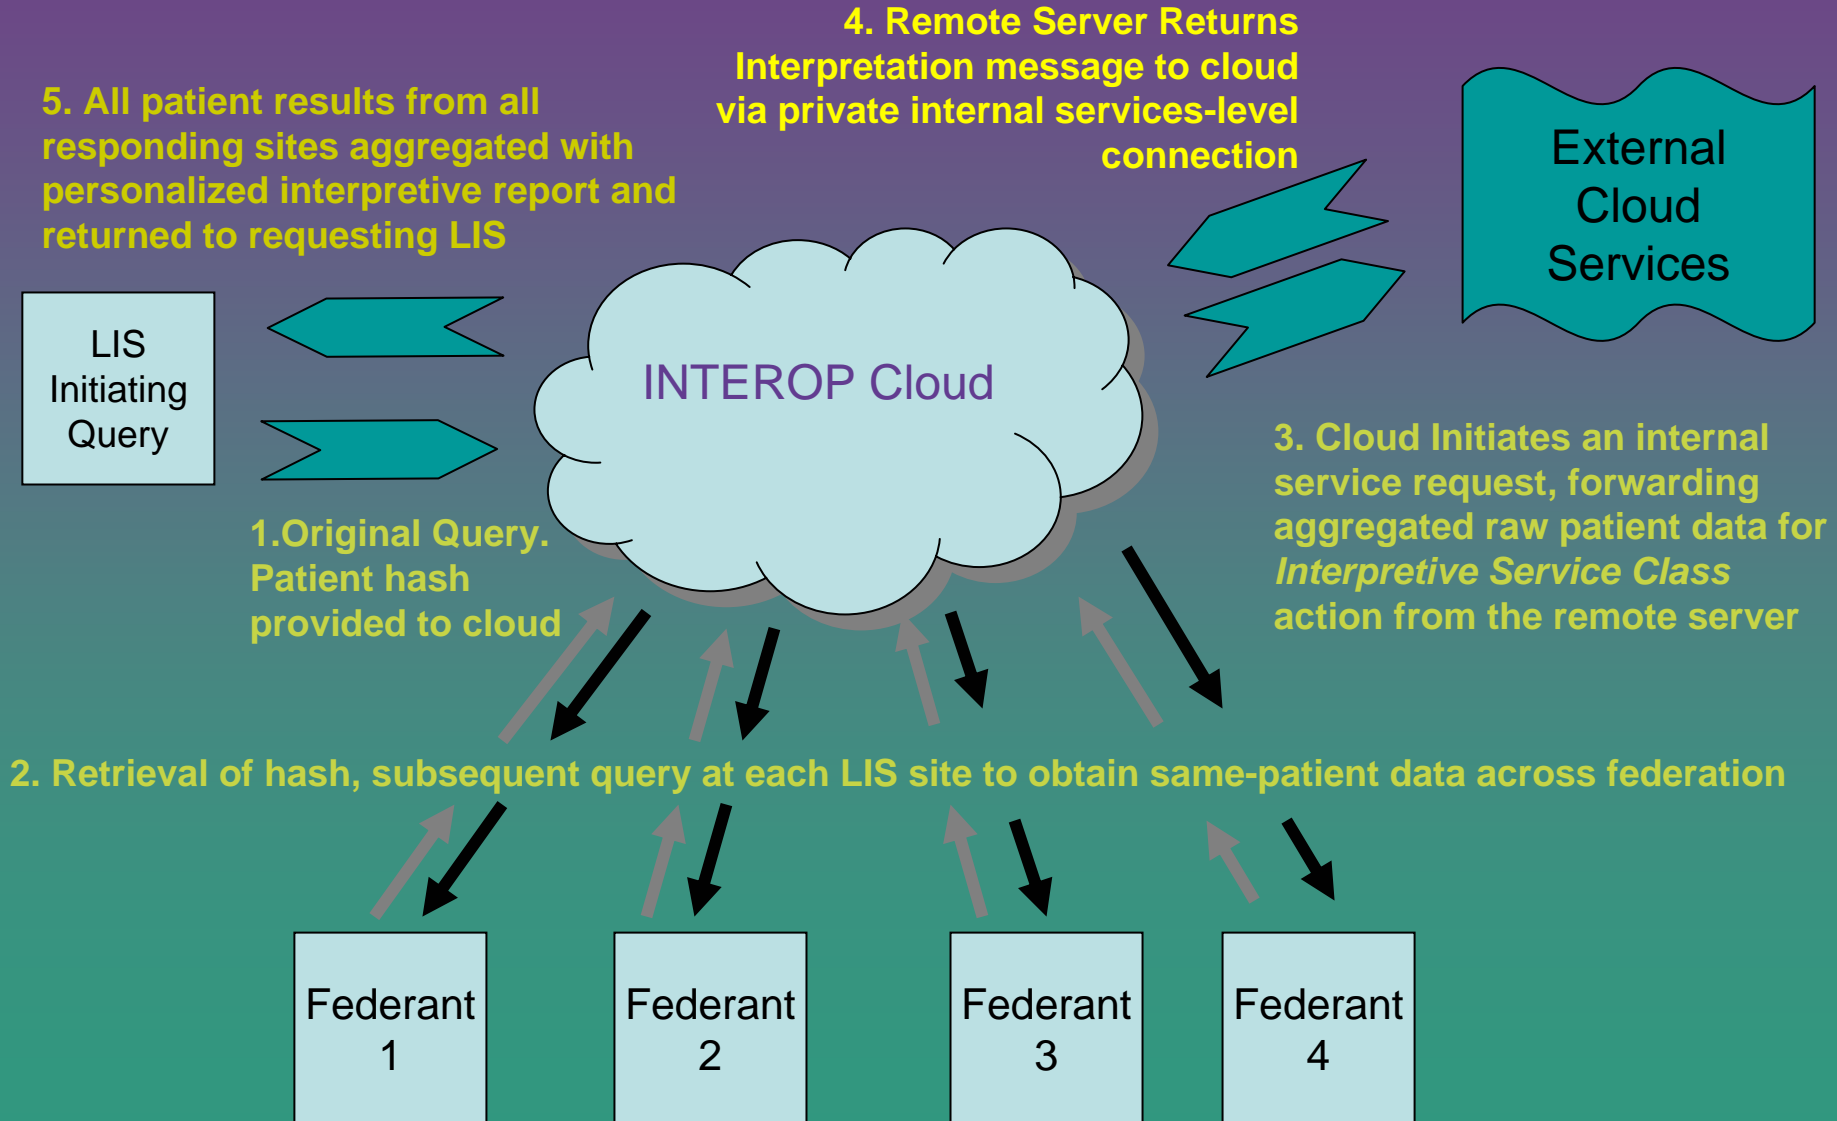 4. Remote Server Returns
Interpretation message to cloud
via private internal services-level
connection
5. All patient results from all
responding sites aggregated with
personalized interpretive report and
returned to requesting LIS
External
Cloud
Services
LIS
Initiating
Query
INTEROP Cloud
3. Cloud Initiates an internal
service request, forwarding
aggregated raw patient data for
Interpretive Service Class
action from the remote server
1.Original Query.
Patient hash
provided to cloud
2. Retrieval of hash, subsequent query at each LIS site to obtain same-patient data across federation
Federant
1
Federant
2
Federant
3
Federant
4